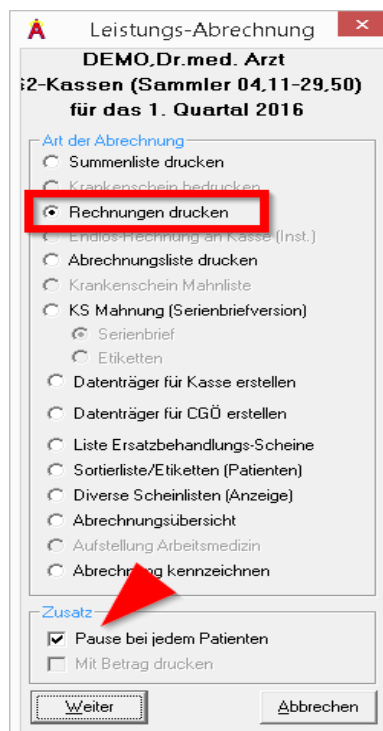 Leistungs-Abrechnung
DEMO,Dr.med. Arzt
§2-Kassen (Sammler 04,11-29,50)
für das 1. Quartal 2016
Art der Abrechnung
Summenliste drucken
Krankenschein bedrucken
Rechnungen drucken
Endlos-Rechnung an Kasse (Inst.)
Abrechnungsliste drucken
Krankenschein Mahnliste
KS Mahnung (Serienbriefversion)
Serienbrief
Etiketten
Datenträger für Kasse erstellen
Datenträger für CGÖ erstellen
Liste Ersatzbehandlungs-Scheine
Sortierliste/Etiketten (Patienten)
Diverse Scheinlisten (Anzeige)
Abrechnungsübersicht
Aufstellung Arbeitsmedizin
Abrechnung kennzeichnen
Zusatz
Pause bei jedem Patienten
Mit Betrag drucken
Weiter Abbrechen